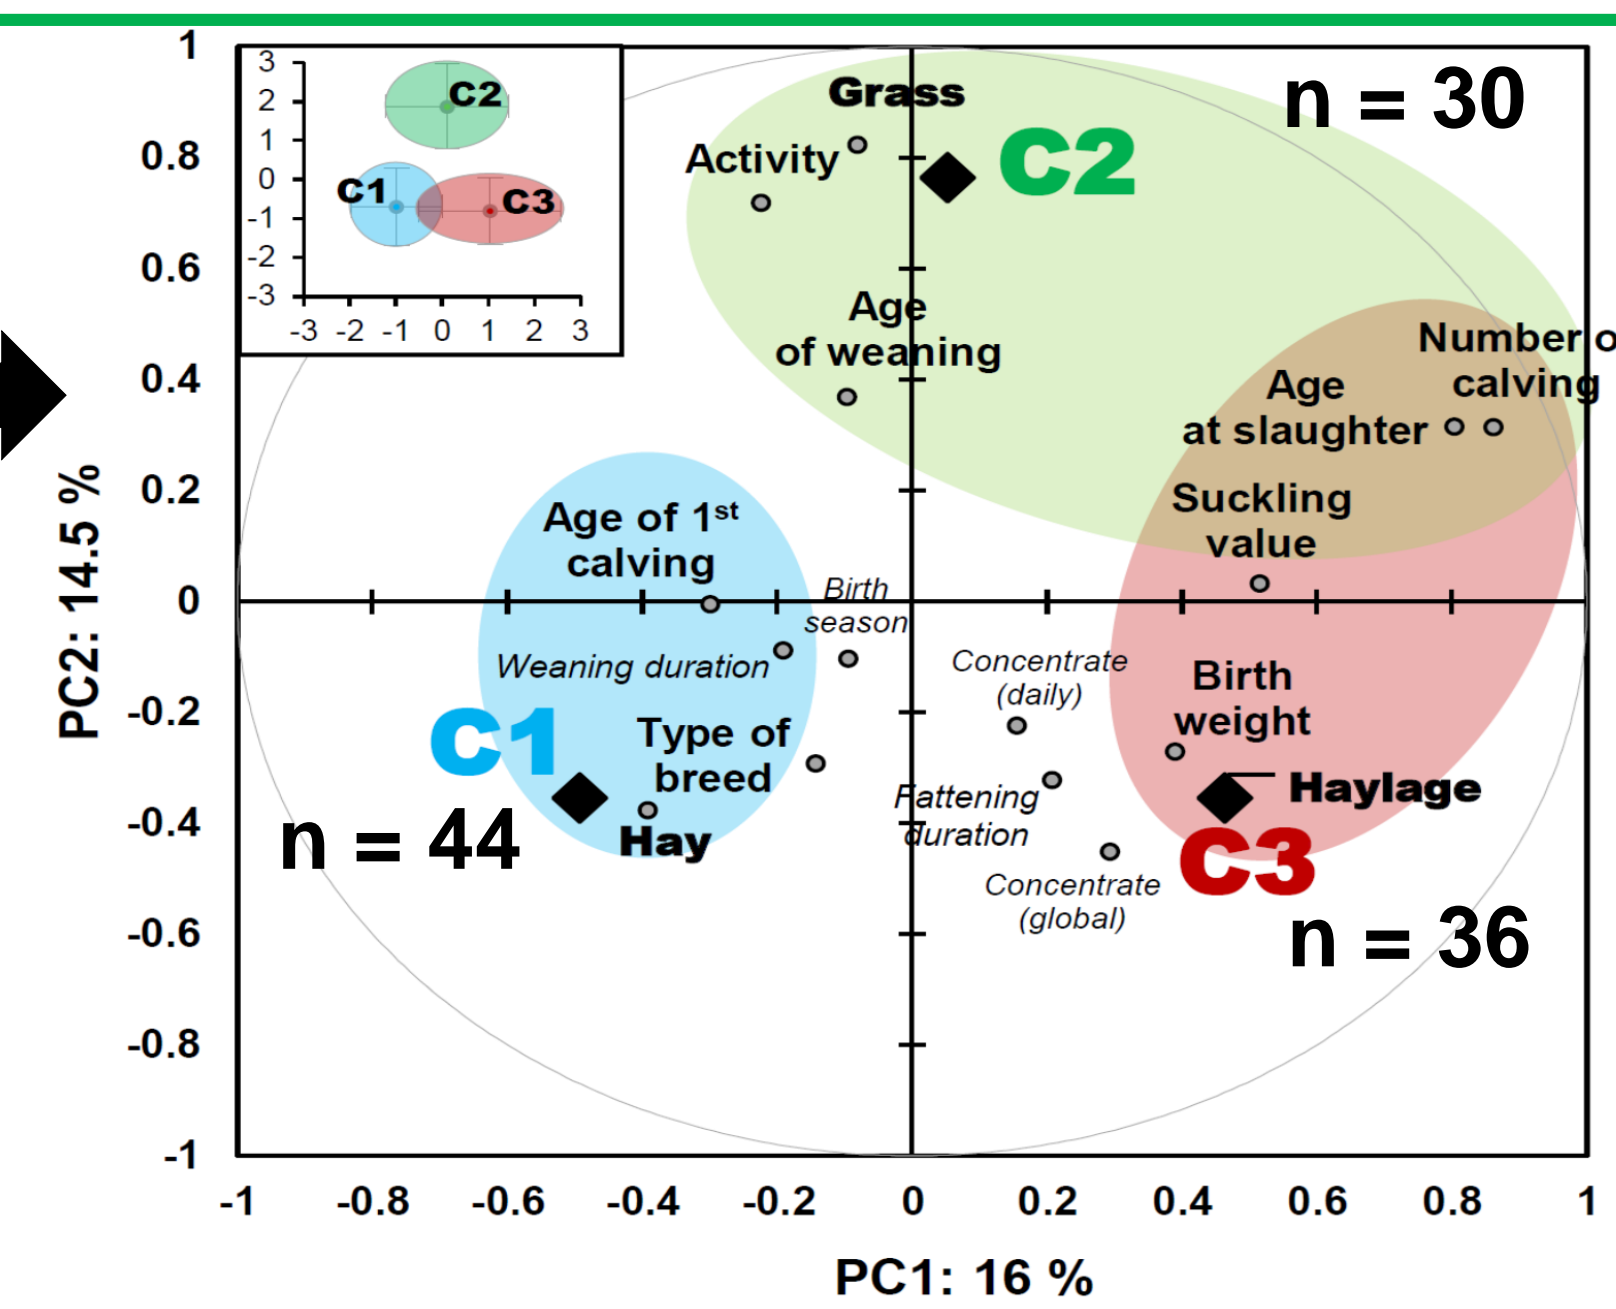 1
0.8
0.6
0.4
0.2
0
-0.2
-0.4
-0.6
-0.8
-1
PC2: 14.5 %
3
2
1
0
-1
-2
-3
-3 -2 -1 0 1 2 3
C2
C1
C3
Grass
Activity
C2
n = 30
Age
of weaning
Number o
calving
Age
at slaughter
Suckling
value
Age of 1st
calving
Birth
season
Weaning duration
Concentrate
(daily)
Birth
weight
C1
Type of
breed
Hay
n = 44
Fattening
duration
Haylage
C3
Concentrate
(global)
n = 36
-1 -0.8 -0.6 -0.4 -0.2 0 0.2 0.4 0.6 0.8 1
PC1: 16 %